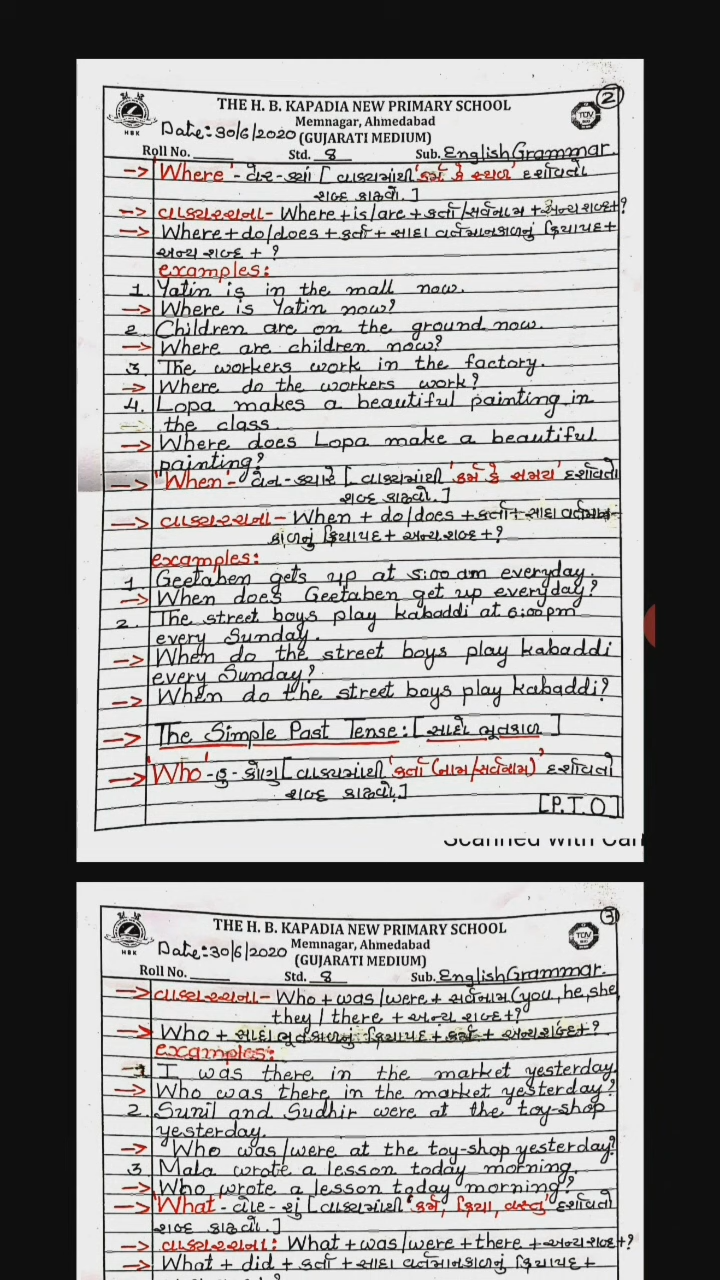 2
THE H. B. KAPADIA NEW PRIMARY SCHOOL
Memnagar, Ahmedabad
Date:30/6/2020 (GUJARATI MEDIUM)
HBK
TÜV
Roll No. Std. 8 Sub. English Grammar.
→ 'Where' - વેર - ક્યાં [વાક્યમાંથી 'કર્મ કે સ્થળ' દર્શાવતો
શબ્દ કાઢવો.]
→ વાક્યરચના - Where + is/are + કર્તા/સર્વનામ + અન્ય શબ્દ+?
→ Where + do/does + કર્તા + સાદા વર્તમાનકાળનું ક્રિયાપદ +
અન્ય શબ્દ + ?
examples:
1. Yatin is in the mall now.
→ Where is Yatin now?
2. Children are on the ground now.
→ Where are children now?
3. The workers work in the factory.
→ Where do the workers work?
4. Lopa makes a beautiful painting in
the class.
→ Where does Lopa make a beautiful
painting?
→ 'When' - વેન - ક્યારે [વાક્યમાંથી 'કર્મ કે સમય' દર્શાવતો
શબ્દ કાઢવો.]
→ વાક્યરચના - When + do/does + કર્તા + સાદા વર્તમાન-
કાળનું ક્રિયાપદ + અન્ય શબ્દ + ?
examples:
1. Geetaben gets up at 5:00 am everyday.
→ When does Geetaben get up everyday?
2. The street boys play kabaddi at 6:00pm
every Sunday.
→ When do the street boys play kabaddi
every Sunday?
→ When do the street boys play kabaddi?
→ The Simple Past Tense: [સાદો ભૂતકાળ]
→ 'Who' - હુ - કોણ [વાક્યમાંથી 'કર્તા (નામ/સર્વનામ)' દર્શાવતો
શબ્દ કાઢવો.]
[P.T.O]
Scanned with
3
THE H. B. KAPADIA NEW PRIMARY SCHOOL
Memnagar, Ahmedabad
Date:30/6/2020
(GUJARATI MEDIUM)
HBK
TÜV
Roll No. Std. 8 Sub. English Grammar.
→ વાક્યરચના - Who + was/were + સર્વનામ (you, he, she,
they/there + અન્ય શબ્દ+?
→ Who + સાદા ભૂતકાળનું ક્રિયાપદ + કર્મ + અન્ય શબ્દ+?
examples:
1 I was there in the market yesterday.
→ Who was there in the market yesterday?
2. Sunil and Sudhir were at the toy-shop
yesterday.
→ Who was/were at the toy-shop yesterday?
3 Mala wrote a lesson today morning.
→ Who wrote a lesson today morning?
→ 'What' - વોટ - શું [વાક્યમાંથી 'કર્મ, ક્રિયા, વસ્તુ' દર્શાવતો
શબ્દ કાઢવો.]
→ વાક્યરચના: What + was/were + there + અન્ય શબ્દ+?
→ What + did + કર્તા + સાદા વર્તમાનકાળનું ક્રિયાપદ +